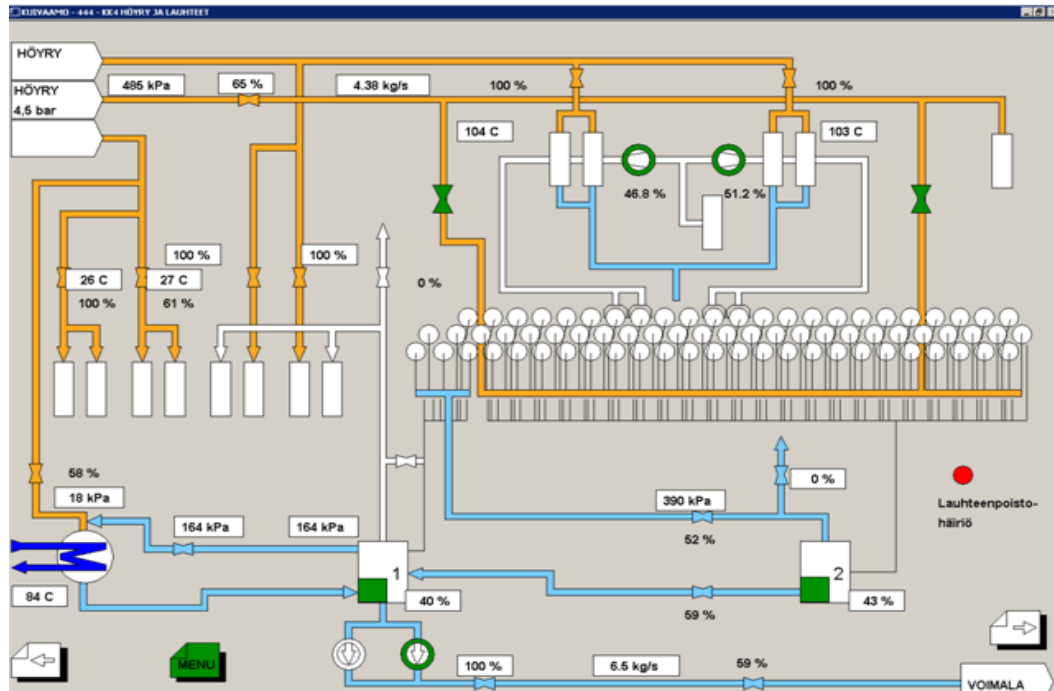 KUIVAAMO - 444 - KK4 HÖYRY JA LAUHTEET
HÖYRY
HÖYRY
4,5 bar
485 kPa
65 %
4.38 kg/s
100 %
100 %
104 C
103 C
46.8 %
51.2 %
100 %
100 %
26 C
27 C
0 %
100 %
61 %
58 %
18 kPa
390 kPa
0 %
Lauhteenpoisto-
häiriö
164 kPa
164 kPa
52 %
1
2
84 C
40 %
43 %
59 %
MENU
100 %
6.5 kg/s
59 %
VOIMALA